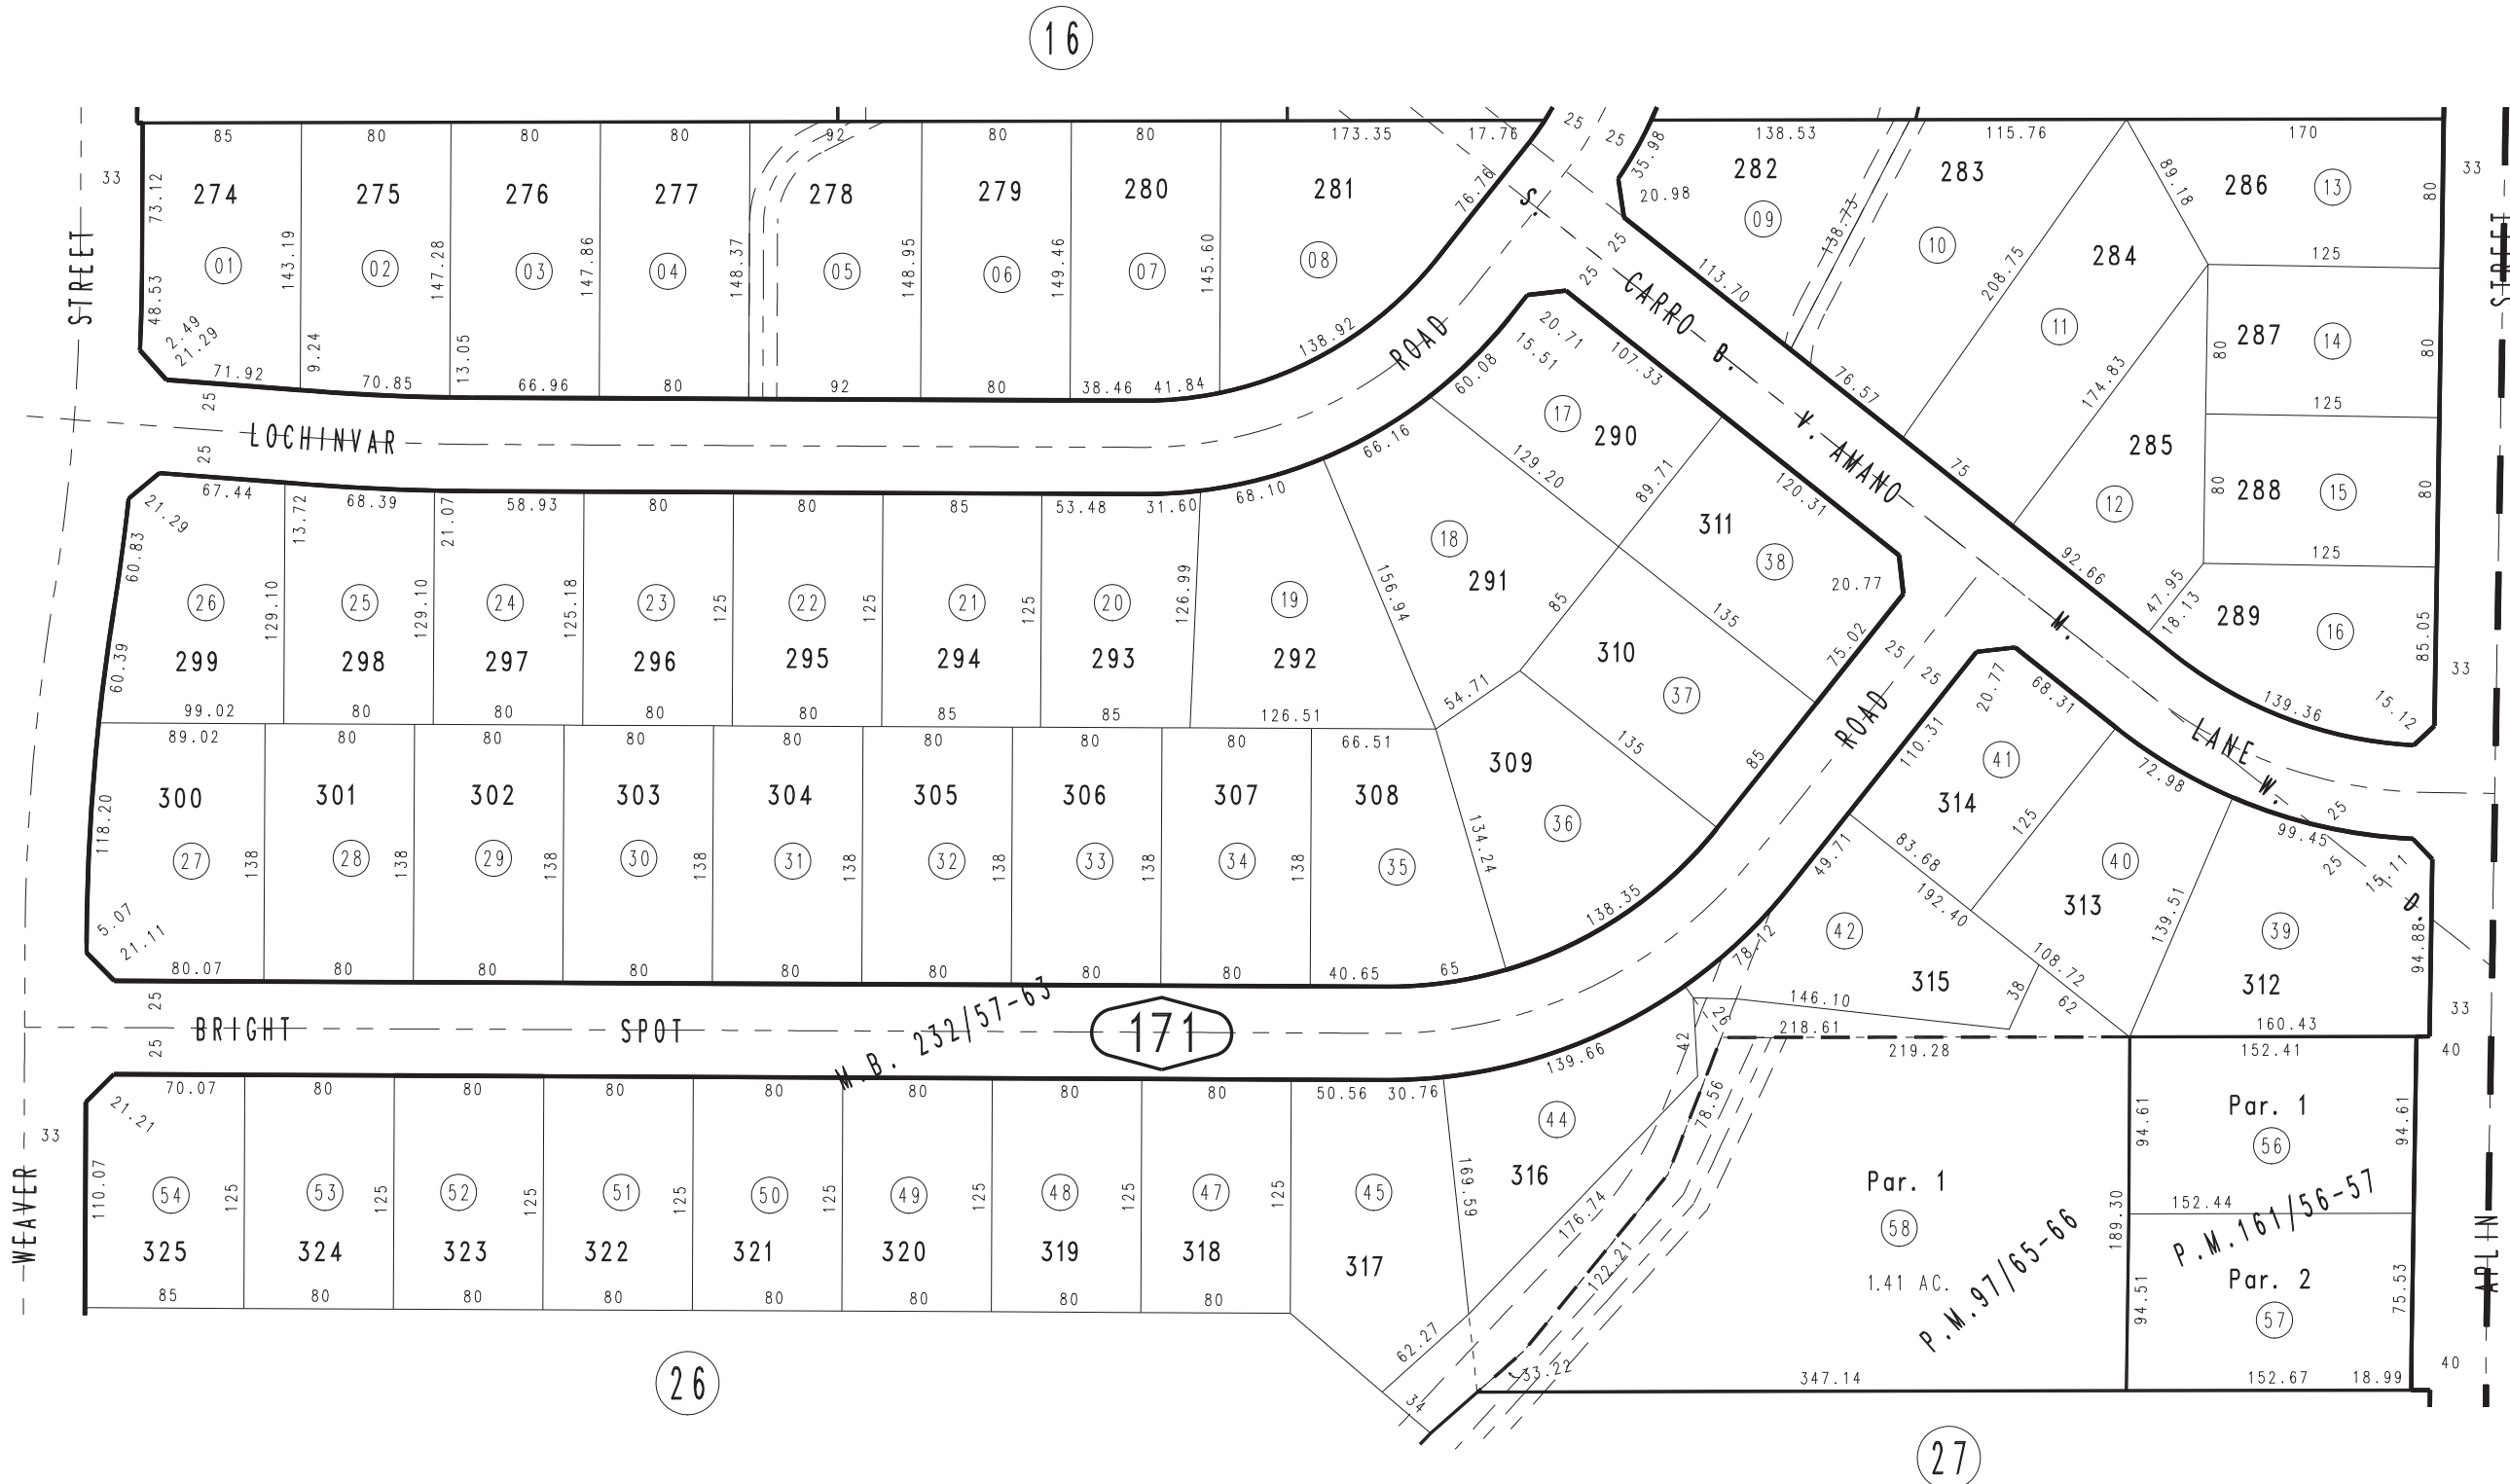 16
85 80 80 80 92 80 80 173.35 17.76 25 25 138.53 115.76 170
33 73.12 274 275 276 277 278 279 280 281 76.76 35.98 20.98 282 283 89.18 286 13 80 33
STREET 48.53 01 143.19 02 147.28 03 147.86 04 148.37 05 148.95 06 149.46 07 145.60 08 09 138.73 10 208.75 284 125 STREET
2.49 21.29 71.92 9.24 70.85 13.05 66.96 80 92 80 38.46 41.84 138.92
S. CARRO B. V. AMANO M. LANE W. D.
25 25 113.70 76.57 75 92.66 139.36 15.12
11 174.83 80 287 14 80
125
285 12 80 288 15 80
125
47.95 18.13 289 16 85.05 33
25 LOCHINVAR ROAD
25
21.29 67.44 13.72 68.39 21.07 58.93 80 80 85 53.48 31.60 68.10 66.16 60.08 15.51 20.71 107.33
17 290 129.20 89.71 120.31
60.83 26 129.10 25 129.10 24 125.18 23 125 22 125 21 125 20 126.99 19 156.94 18 291 85 311 38 20.77
60.39 299 298 297 296 295 294 293 292 54.71 310 37 135 75.02
99.02 80 80 80 80 85 85 126.51
89.02 80 80 80 80 80 80 80 66.51 309 135 85
118.20 300 301 302 303 304 305 306 307 308 134.24 36
27 138 28 138 29 138 30 138 31 138 32 138 33 138 34 138 35
5.07 21.11 80.07 80 80 80 80 80 80 80 40.65 65 138.35
25 25 ROAD 110.31 20.77 68.31 72.98 99.45 25 25 15.11
41 314 125 49.71 83.68 40 313 139.51 39 312 94.88
192.40 42 315 108.72 62 38 78.12 146.10 33
25 BRIGHT SPOT 171
25
M.B. 232/57-63
139.66 42 26 218.61 160.43
219.28 152.41 40
21.21 70.07 80 80 80 80 80 80 80 50.56 30.76
33 WEAVER 110.07 54 125 53 125 52 125 51 125 50 125 49 125 48 125 47 125 45 169.59 44 316 78.56
325 324 323 322 321 320 319 318 317 176.74 122.21
85 80 80 80 80 80 80 80 62.27 33.22 34
Par. 1
58
1.41 AC.
P.M.97/65-66
347.14
189.30
94.61 Par. 1 94.61
56
152.44
P.M.161/56-57
94.51 Par. 2 75.53
57
152.67 18.99
APLIN
40
26
27